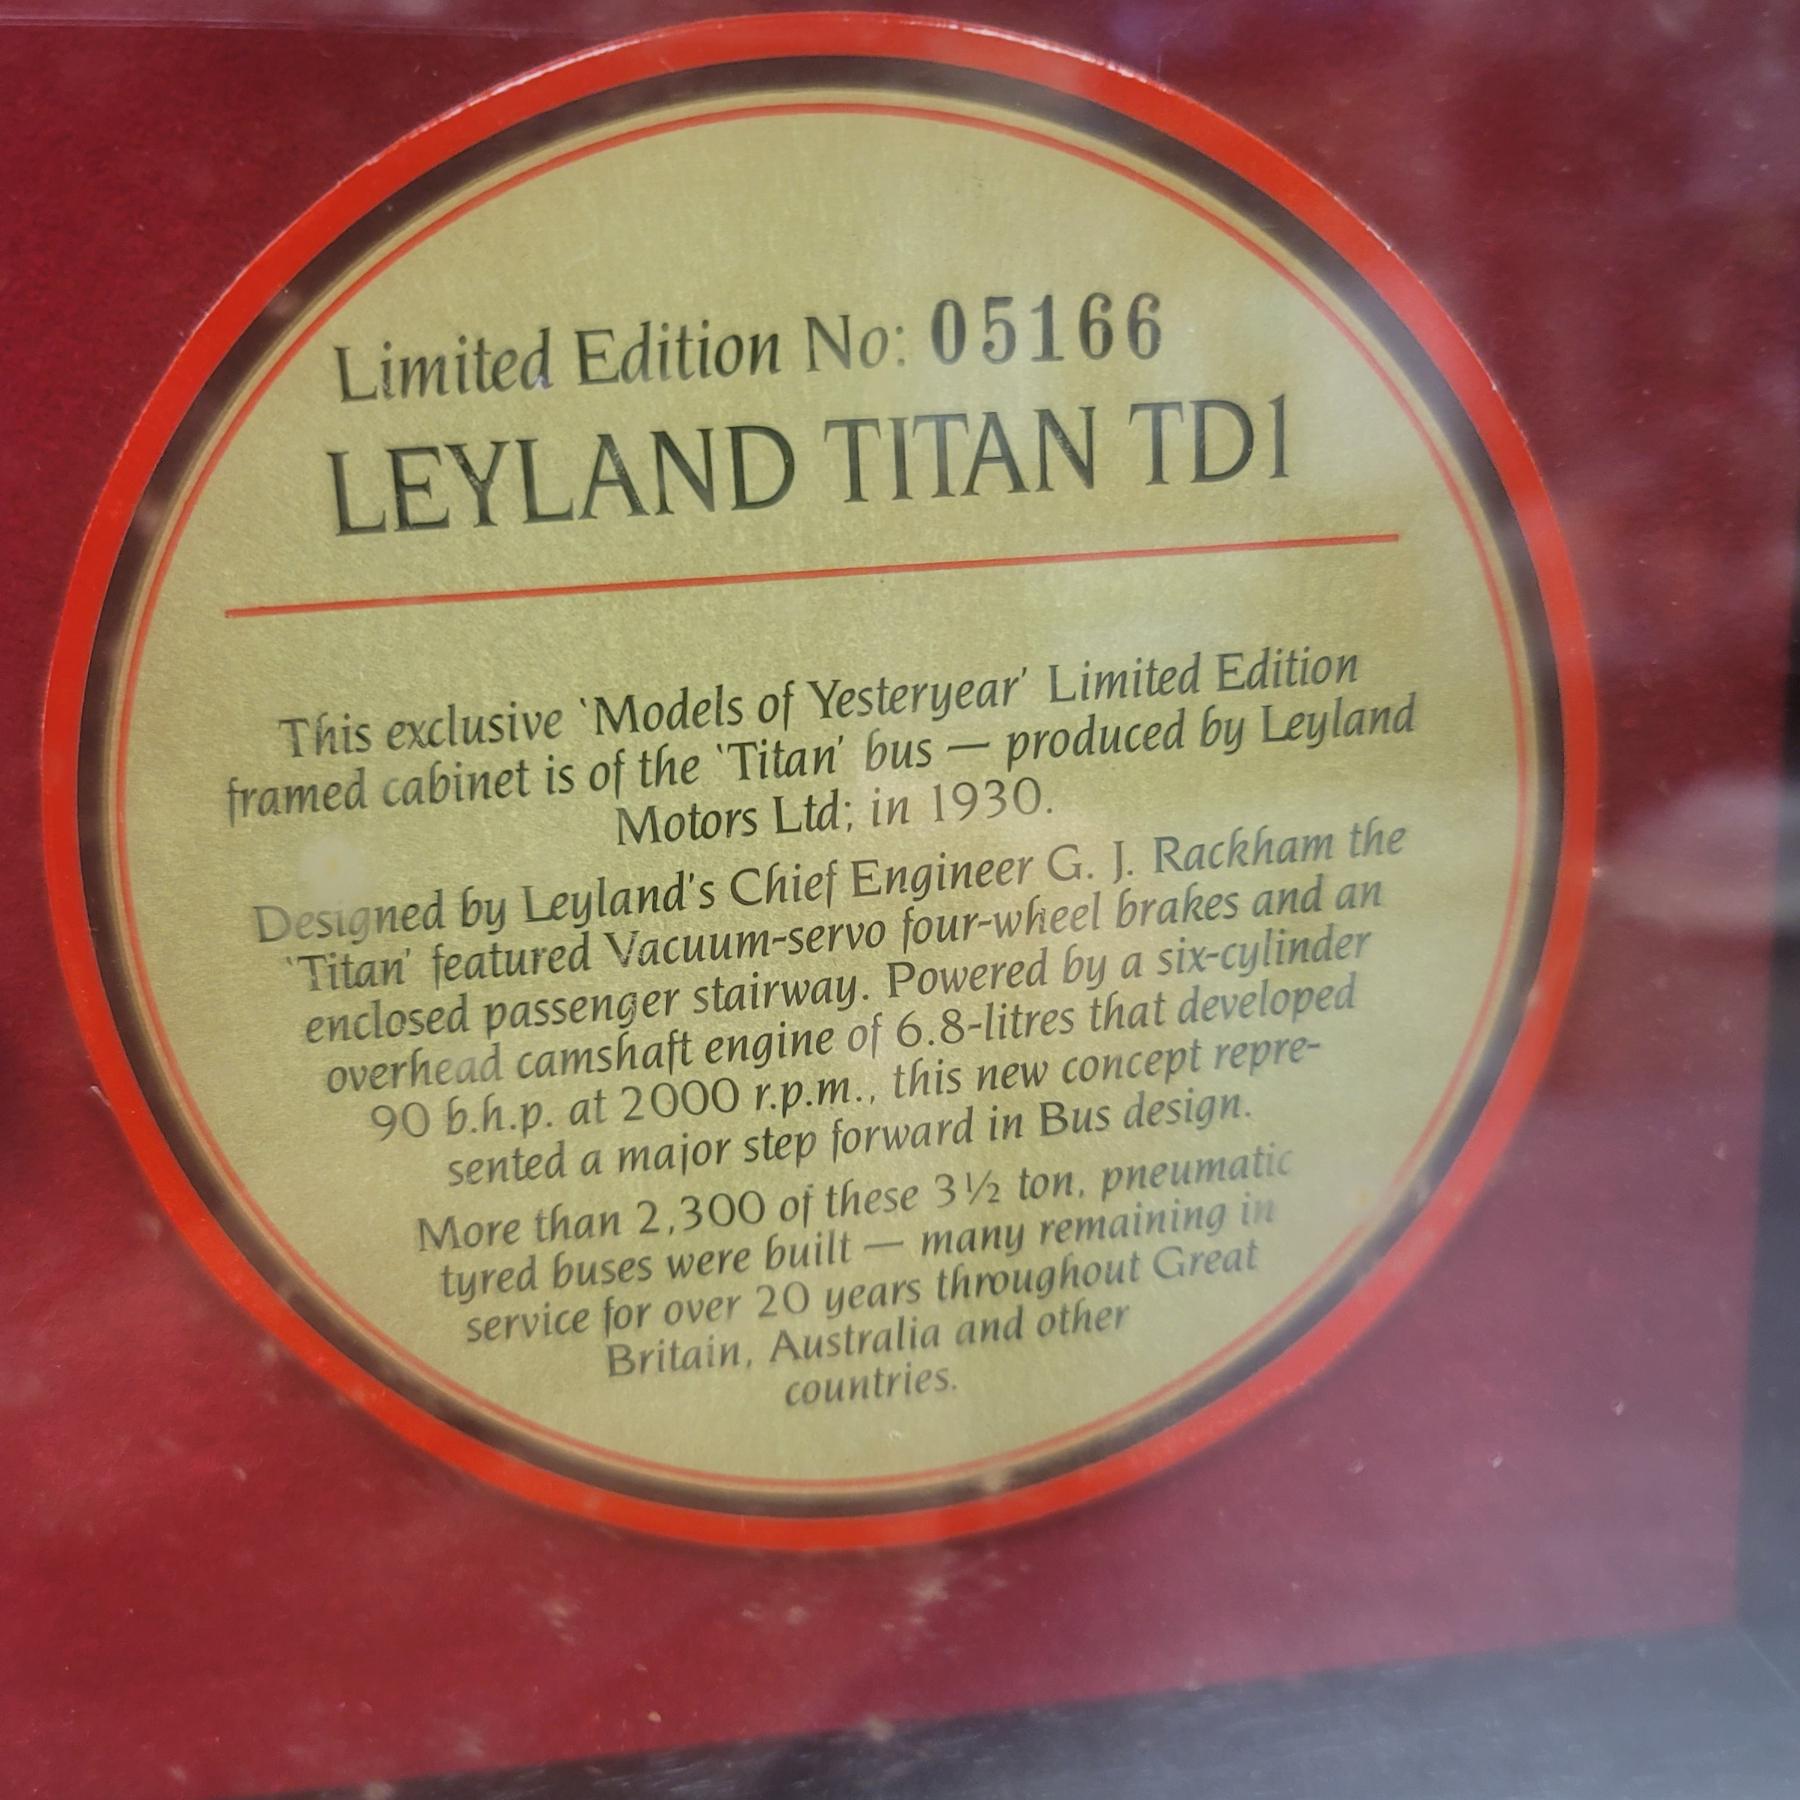 Limited Edition No: 05166
LEYLAND TITAN TD1
This exclusive ‘Models of Yesteryear’ Limited Edition
framed cabinet is of the ‘Titan’ bus — produced by Leyland
Motors Ltd; in 1930.
Designed by Leyland's Chief Engineer G. J. Rackham the
‘Titan’ featured Vacuum-servo four-wheel brakes and an
enclosed passenger stairway. Powered by a six-cylinder
overhead camshaft engine of 6.8-litres that developed
90 b.h.p. at 2000 r.p.m., this new concept repre-
sented a major step forward in Bus design.
More than 2,300 of these 3½ ton, pneumatic
tyred buses were built — many remaining in
service for over 20 years throughout Great
Britain, Australia and other
countries.